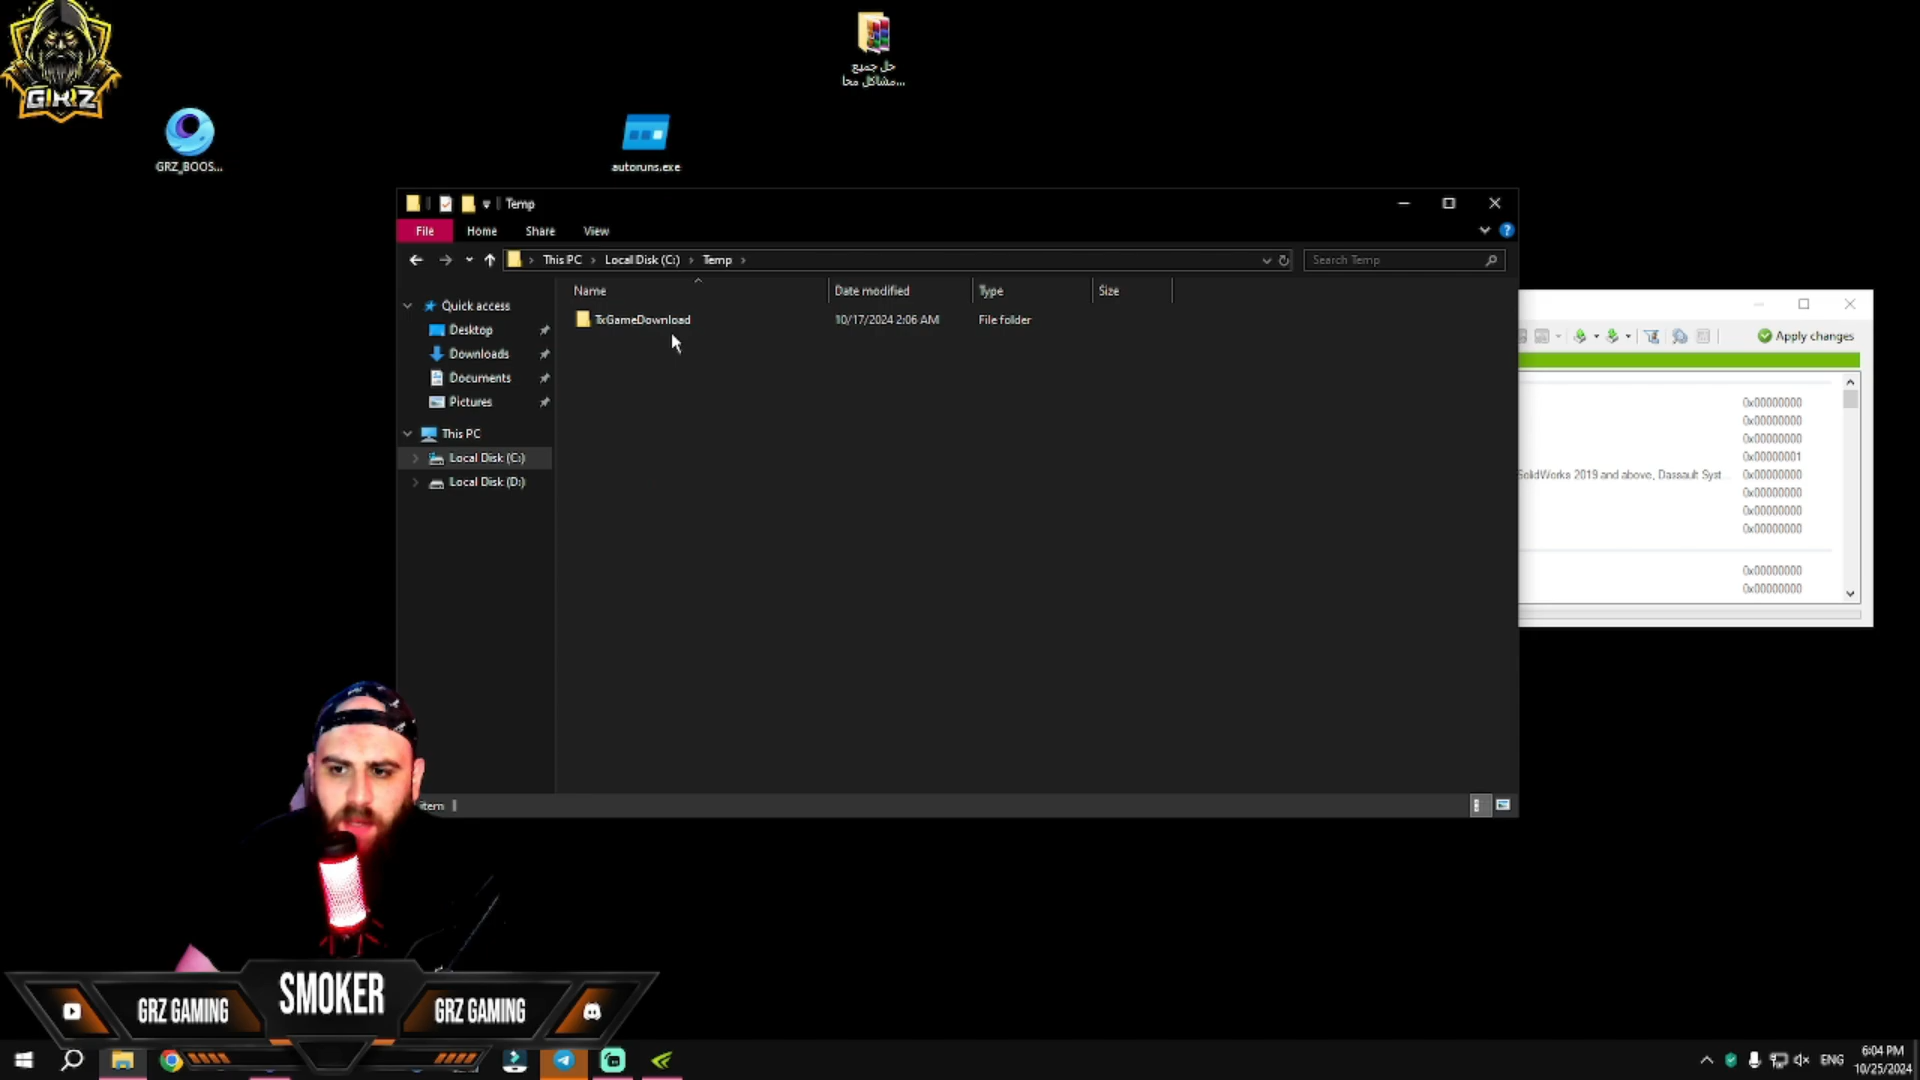 GRZ
حل جميع
مشاكل محا...
GRZ_BOOS...
autoruns.exe
Temp
File
Home
Share
View
This PC
Local Disk (C:)
Temp
Search Temp
Name
Date modified
Type
Size
Quick access
TxGameDownload
10/17/2024 2:06 AM
File folder
Desktop
Downloads
Documents
Pictures
This PC
Local Disk (C:)
Local Disk (D:)
Apply changes
0x00000000
0x00000000
0x00000000
0x00000001
SolidWorks 2019 and above, Dassault Syst...
0x00000000
0x00000000
0x00000000
0x00000000
0x00000000
0x00000000
item
GRZ GAMING
SMOKER
GRZ GAMING
ENG
6:04 PM
10/25/2024